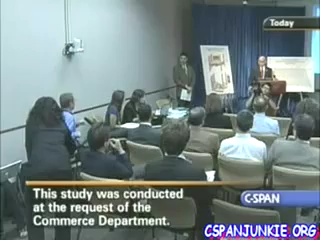 Today
This study was conducted
at the request of the
Commerce Department.
C-SPAN
CSPANJUNKIE.ORG